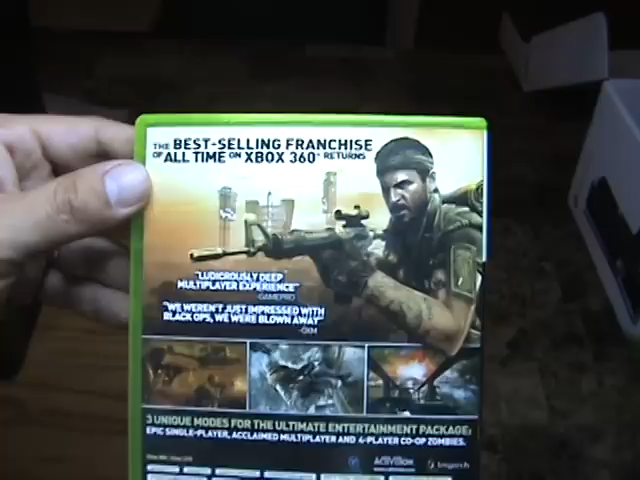 THE BEST-SELLING FRANCHISE
OF ALL TIME ON XBOX 360™ RETURNS
"LUDICROUSLY DEEP
MULTIPLAYER EXPERIENCE"
-GAMEPRO
"WE WEREN'T JUST IMPRESSED WITH
BLACK OPS, WE WERE BLOWN AWAY"
-OXM
3 UNIQUE MODES FOR THE ULTIMATE ENTERTAINMENT PACKAGE:
EPIC SINGLE-PLAYER, ACCLAIMED MULTIPLAYER AND 4-PLAYER CO-OP ZOMBIES.
ACTIVISION